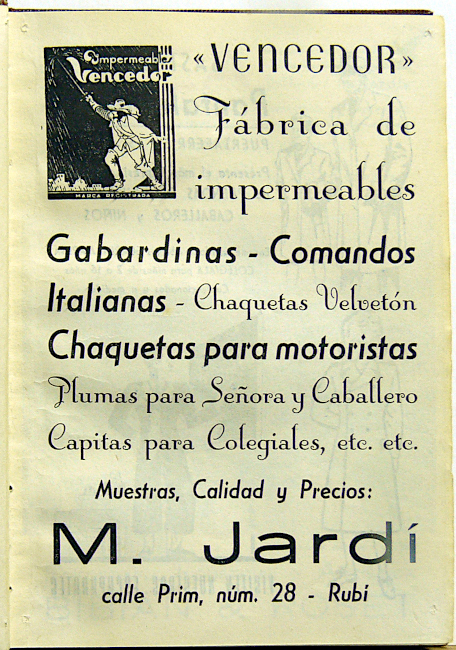 Impermeables
Vencedor
MARCA REGISTRADA
«VENCEDOR»
Fábrica de
impermeables
Gabardinas - Comandos
Italianas - Chaquetas Velvetón
Chaquetas para motoristas
Plumas para Señora y Caballero
Capitas para Colegiales, etc. etc.
Muestras, Calidad y Precios:
M. Jardí
calle Prim, núm. 28 - Rubí